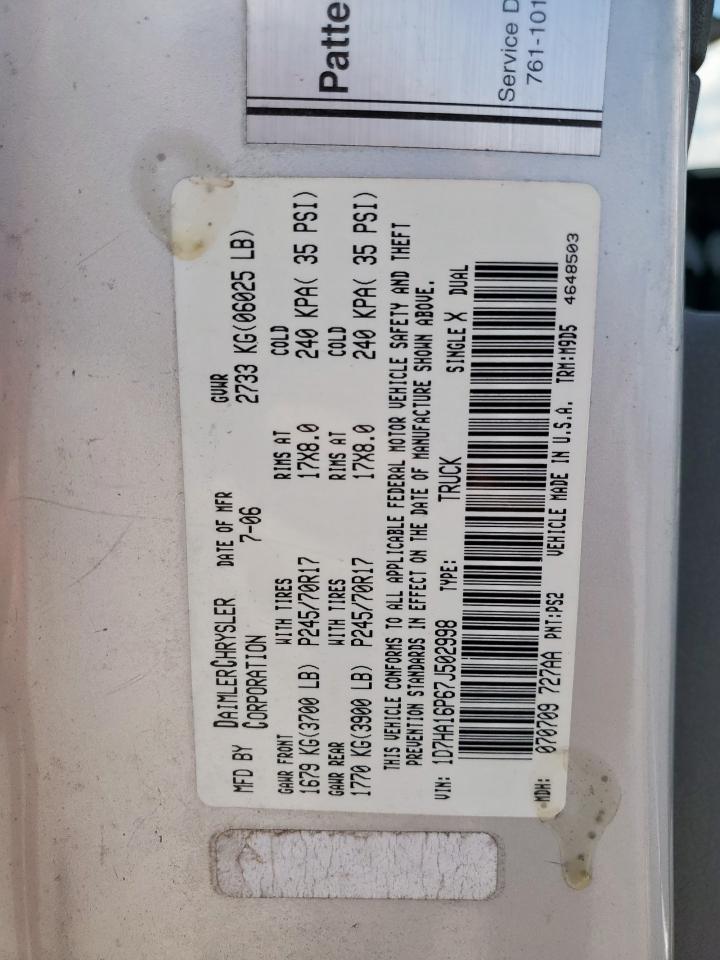 Patte
Service D
761-101
MFD BY DAIMLERCHRYSLER CORPORATION
DATE OF MFR 7-06
GVWR 2733 KG(06025 LB)
GAWR FRONT WITH TIRES RIMS AT COLD
1679 KG(3700 LB) P245/70R17 17X8.0 240 KPA( 35 PSI)
GAWR REAR WITH TIRES RIMS AT COLD
1770 KG(3900 LB) P245/70R17 17X8.0 240 KPA( 35 PSI)
THIS VEHICLE CONFORMS TO ALL APPLICABLE FEDERAL MOTOR VEHICLE SAFETY AND THEFT
PREVENTION STANDARDS IN EFFECT ON THE DATE OF MANUFACTURE SHOWN ABOVE.
VIN: 1D7HA16P67J502998 TYPE: TRUCK SINGLE X DUAL
MDH: 070709 727AA PNT:PS2 VEHICLE MADE IN U.S.A. TRM:M9D5 4648503